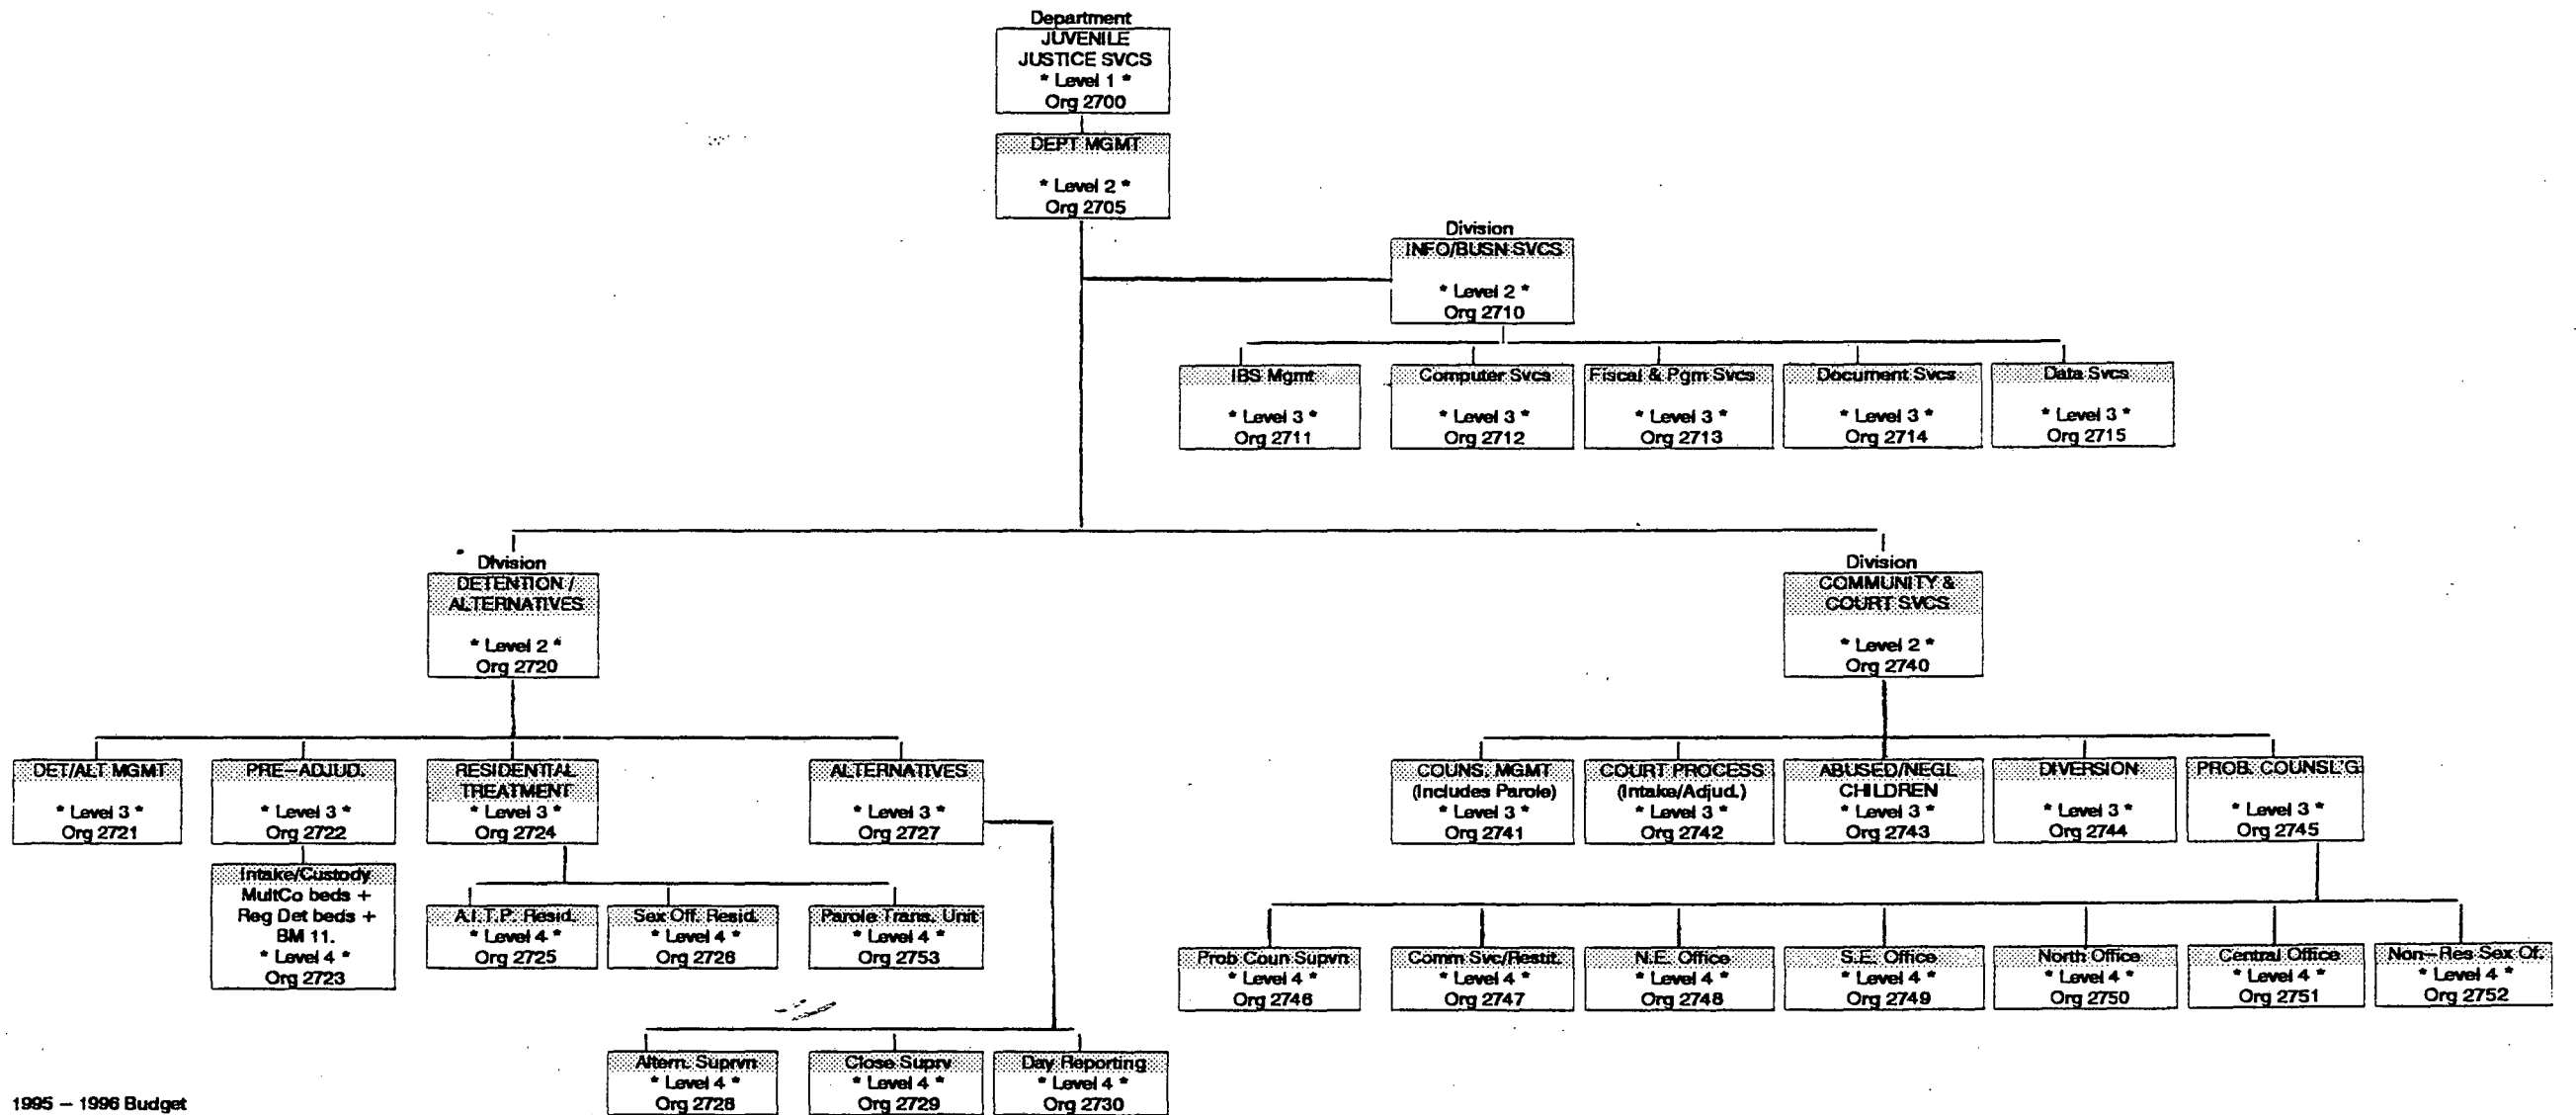 Department
JUVENILE
JUSTICE SVCS
* Level 1 *
Org 2700
DEPT MGMT
* Level 2 *
Org 2705
Division
INFO/BUSN SVCS
* Level 2 *
Org 2710
IBS Mgmt
* Level 3 *
Org 2711
Computer Svcs
* Level 3 *
Org 2712
Fiscal & Pgm Svcs
* Level 3 *
Org 2713
Document Svcs
* Level 3 *
Org 2714
Data Svcs
* Level 3 *
Org 2715
Division
DETENTION /
ALTERNATIVES
* Level 2 *
Org 2720
Division
COMMUNITY &
COURT SVCS
* Level 2 *
Org 2740
DET/ALT MGMT
* Level 3 *
Org 2721
PRE-ADJUD.
* Level 3 *
Org 2722
RESIDENTIAL
TREATMENT
* Level 3 *
Org 2724
ALTERNATIVES
* Level 3 *
Org 2727
COUNS. MGMT
(Includes Parole)
* Level 3 *
Org 2741
COURT PROCESS
(Intake/Adjud.)
* Level 3 *
Org 2742
ABUSED/NEGL
CHILDREN
* Level 3 *
Org 2743
DIVERSION
* Level 3 *
Org 2744
PROB. COUNSL'G
* Level 3 *
Org 2745
Intake/Custody
MultCo beds +
Reg Det beds +
BM 11.
* Level 4 *
Org 2723
A.I.T.P. Resid.
* Level 4 *
Org 2725
Sex Off. Resid.
* Level 4 *
Org 2726
Parole Trans. Unit
* Level 4 *
Org 2753
Prob Coun Supvn
* Level 4 *
Org 2746
Comm Svc/Restit.
* Level 4 *
Org 2747
N.E. Office
* Level 4 *
Org 2748
S.E. Office
* Level 4 *
Org 2749
North Office
* Level 4 *
Org 2750
Central Office
* Level 4 *
Org 2751
Non-Res Sex Of.
* Level 4 *
Org 2752
Altern. Suprvn
* Level 4 *
Org 2728
Close Suprv
* Level 4 *
Org 2729
Day Reporting
* Level 4 *
Org 2730
1995 - 1996 Budget